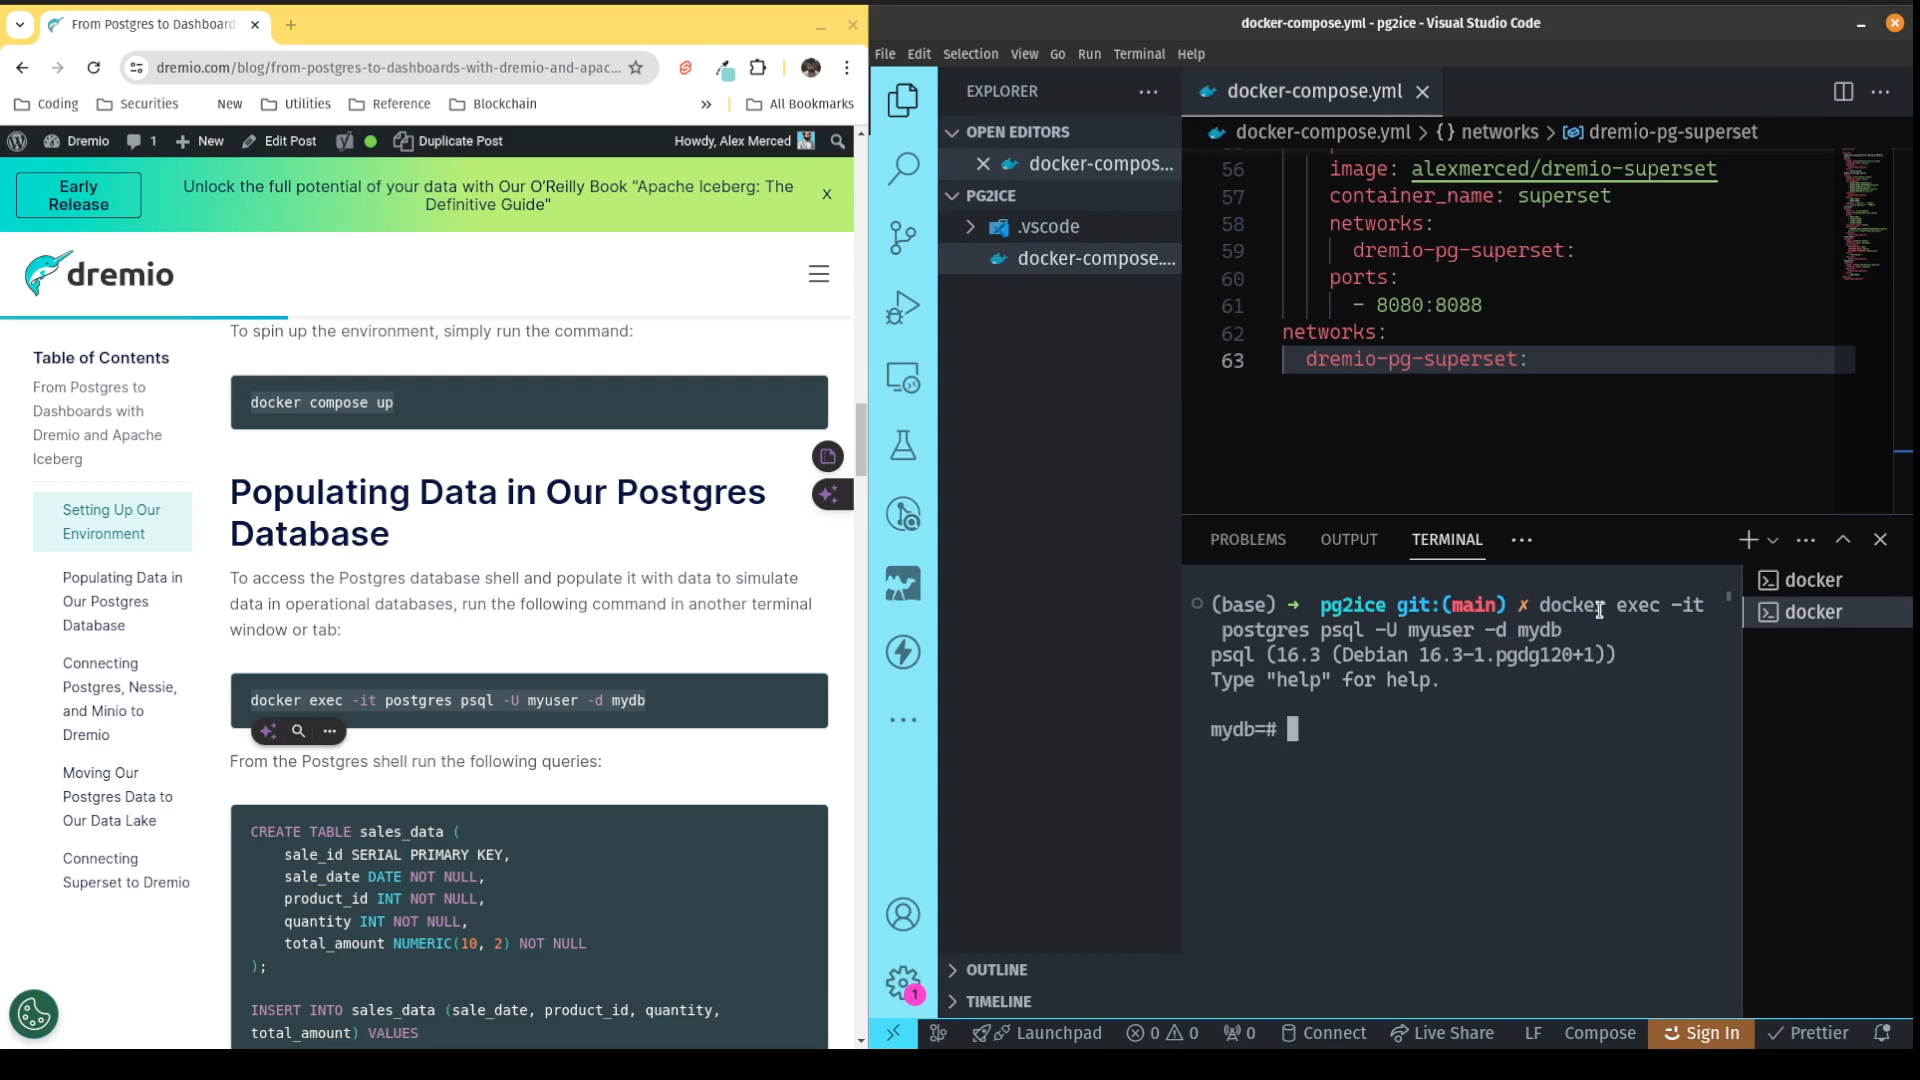 From Postgres to Dashboard
dremio.com/blog/from-postgres-to-dashboards-with-dremio-and-apac...
Coding
Securities
New
Utilities
Reference
Blockchain
»
All Bookmarks
Dremio
1
New
Edit Post
Duplicate Post
Howdy, Alex Merced
Early
Release
Unlock the full potential of your data with Our O’Reilly Book "Apache Iceberg: The
Definitive Guide"
X
dremio
To spin up the environment, simply run the command:
docker compose up
Table of Contents
From Postgres to
Dashboards with
Dremio and Apache
Iceberg
Setting Up Our
Environment
Populating Data in
Our Postgres
Database
Connecting
Postgres, Nessie,
and Minio to
Dremio
Moving Our
Postgres Data to
Our Data Lake
Connecting
Superset to Dremio
Populating Data in Our Postgres
Database
To access the Postgres database shell and populate it with data to simulate
data in operational databases, run the following command in another terminal
window or tab:
docker exec -it postgres psql -U myuser -d mydb
From the Postgres shell run the following queries:
CREATE TABLE sales_data (
sale_id SERIAL PRIMARY KEY,
sale_date DATE NOT NULL,
product_id INT NOT NULL,
quantity INT NOT NULL,
total_amount NUMERIC(10, 2) NOT NULL
);
INSERT INTO sales_data (sale_date, product_id, quantity,
total_amount) VALUES
docker-compose.yml - pg2ice - Visual Studio Code
File Edit Selection View Go Run Terminal Help
EXPLORER
OPEN EDITORS
docker-compos...
PG2ICE
.vscode
docker-compose....
OUTLINE
TIMELINE
docker-compose.yml
docker-compose.yml > {} networks > dremio-pg-superset
56 image: alexmerced/dremio-superset
57 container_name: superset
58 networks:
59 dremio-pg-superset:
60 ports:
61 - 8080:8088
62 networks:
63 dremio-pg-superset:
PROBLEMS OUTPUT TERMINAL
(base) → pg2ice git:(main) ✗ docker exec -it
postgres psql -U myuser -d mydb
psql (16.3 (Debian 16.3-1.pgdg120+1))
Type "help" for help.
mydb=#
docker
docker
1
Launchpad
0
0
0
Connect
Live Share
LF
Compose
Sign In
Prettier